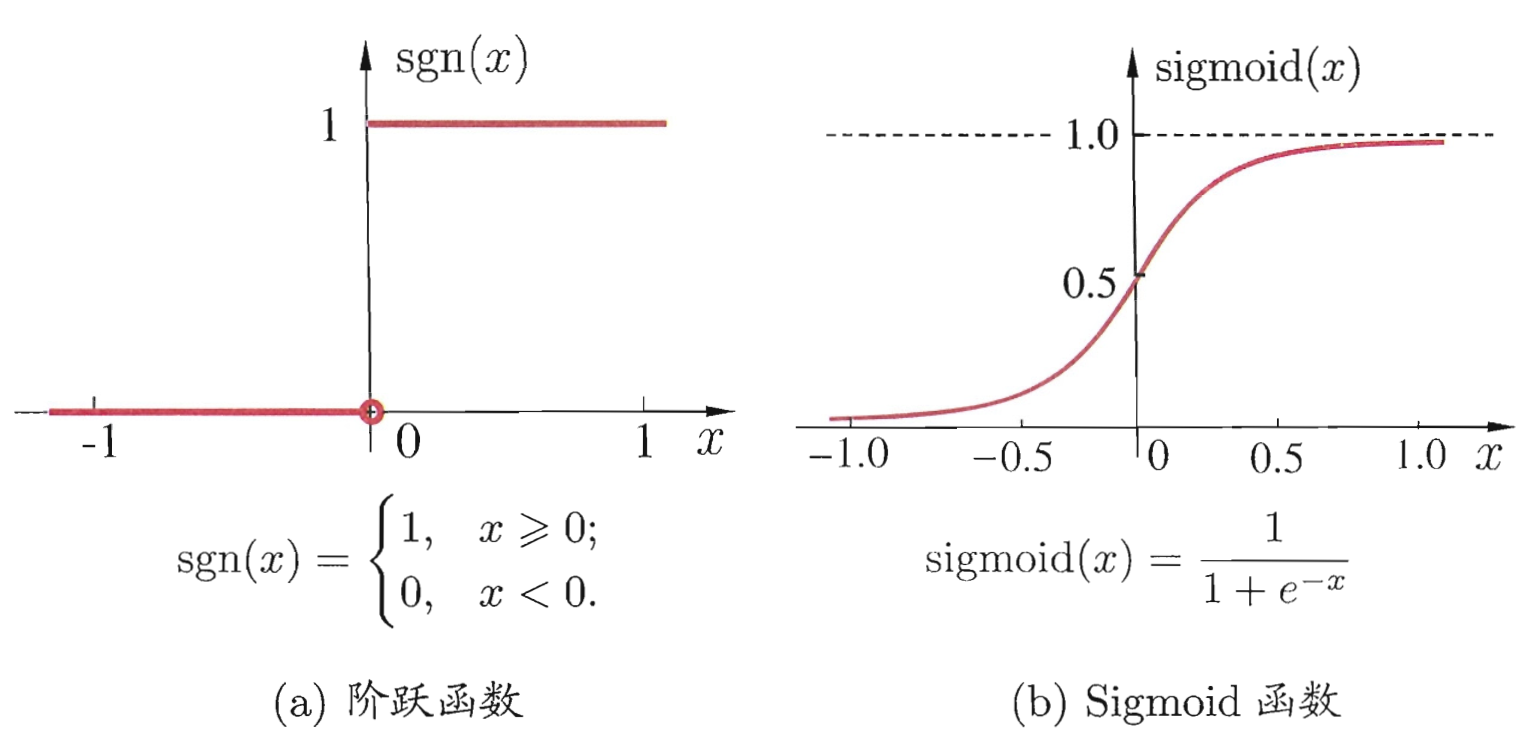 sgn(x)
1
-1
0
1
x
sgn(x) = { 1, x ⩾ 0;
0, x < 0.
(a) 阶跃函数
sigmoid(x)
1.0
0.5
−1.0
−0.5
0
0.5
1.0
x
sigmoid(x) = 1 / (1 + e^{−x})
(b) Sigmoid 函数